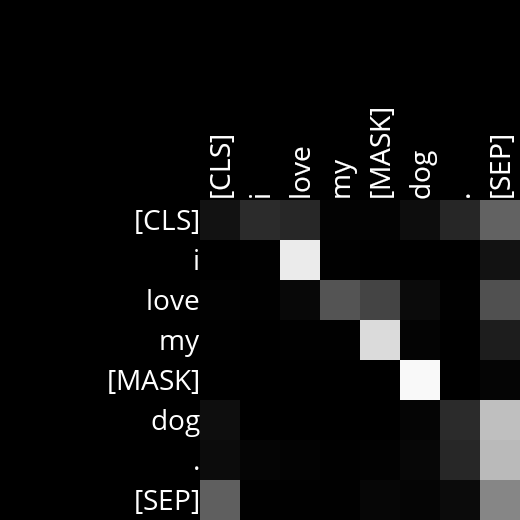 [CLS] i love my [MASK] dog . [SEP]
[CLS]
i
love
my
[MASK]
dog
.
[SEP]